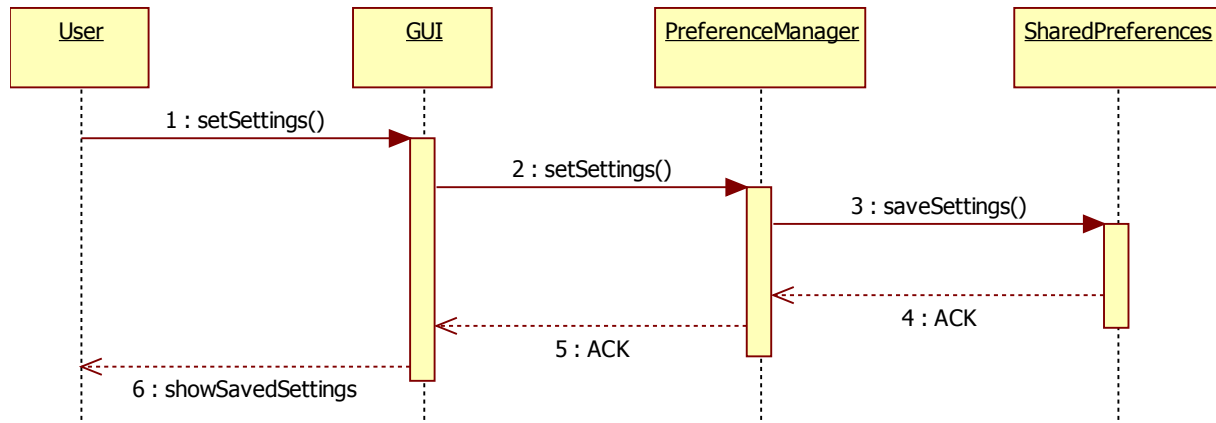 User
GUI
PreferenceManager
SharedPreferences
1 : setSettings()
2 : setSettings()
3 : saveSettings()
4 : ACK
5 : ACK
6 : showSavedSettings